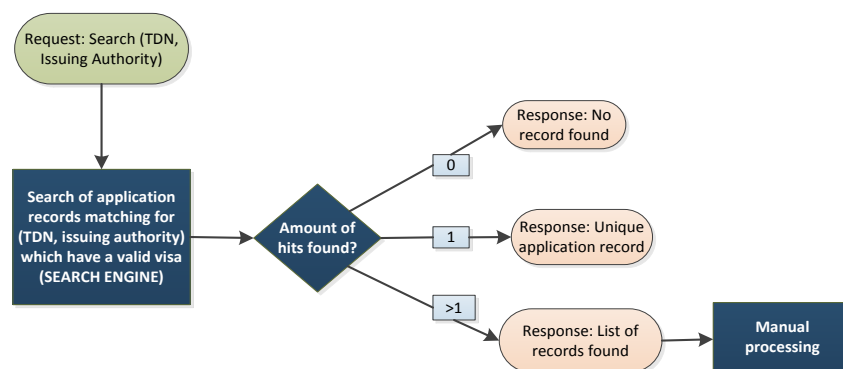 Request: Search (TDN,
Issuing Authority)
Search of application
records matching for
(TDN, issuing authority)
which have a valid visa
(SEARCH ENGINE)
Amount of
hits found?
0
Response: No
record found
1
Response: Unique
application record
>1
Response: List of
records found
Manual
processing